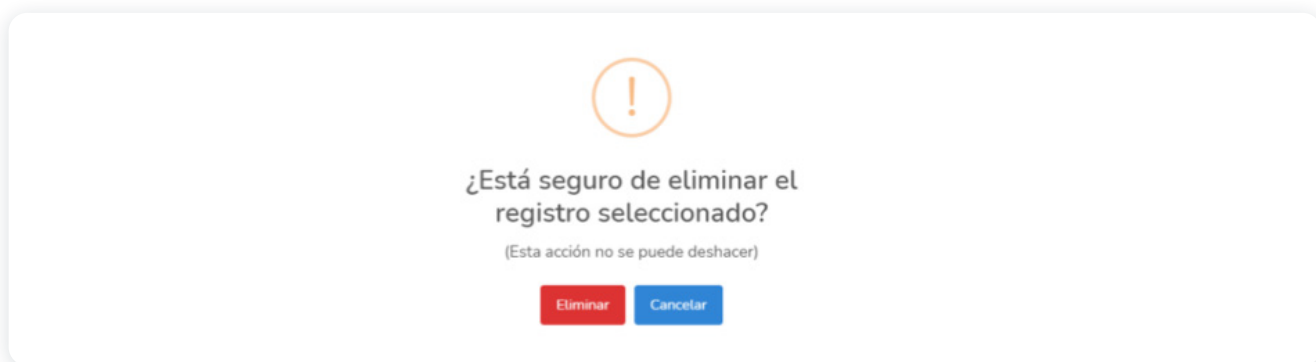 ¿Está seguro de eliminar el
registro seleccionado?
(Esta acción no se puede deshacer)
Eliminar Cancelar